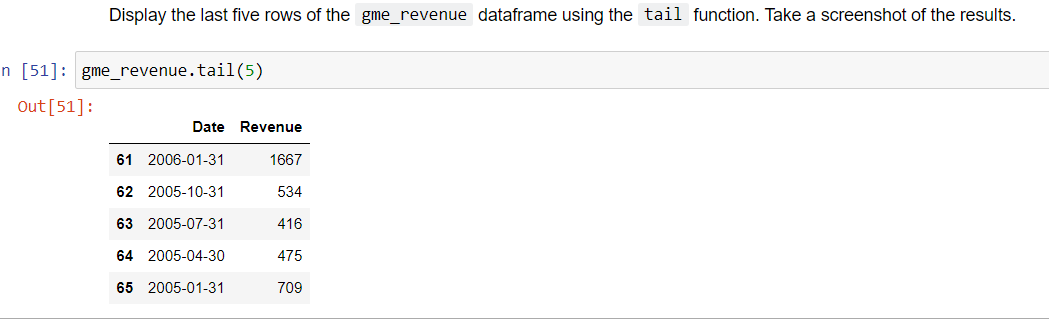 Display the last five rows of the gme_revenue dataframe using the tail function. Take a screenshot of the results.
n [51]: gme_revenue.tail(5)
Out[51]:
Date Revenue
61 2006-01-31 1667
62 2005-10-31 534
63 2005-07-31 416
64 2005-04-30 475
65 2005-01-31 709